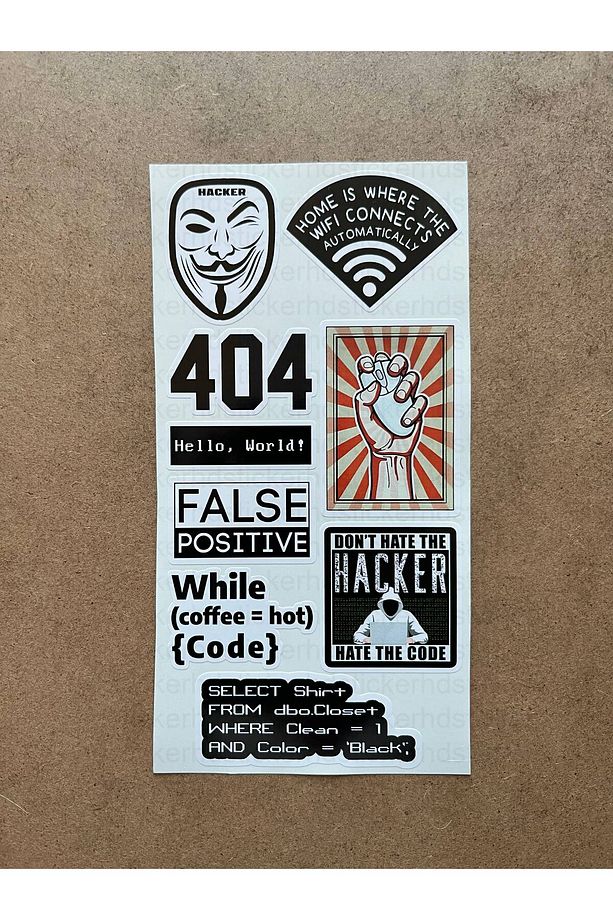 HACKER
HOME IS WHERE THE
WIFI CONNECTS
AUTOMATICALLY
404
Hello, World!
FALSE
POSITIVE
While
(coffee = hot)
{Code}
DON'T HATE THE
HACKER
HATE THE CODE
SELECT Shirt
FROM dbo.Closet
WHERE Clean = 1
AND Color = 'Black';